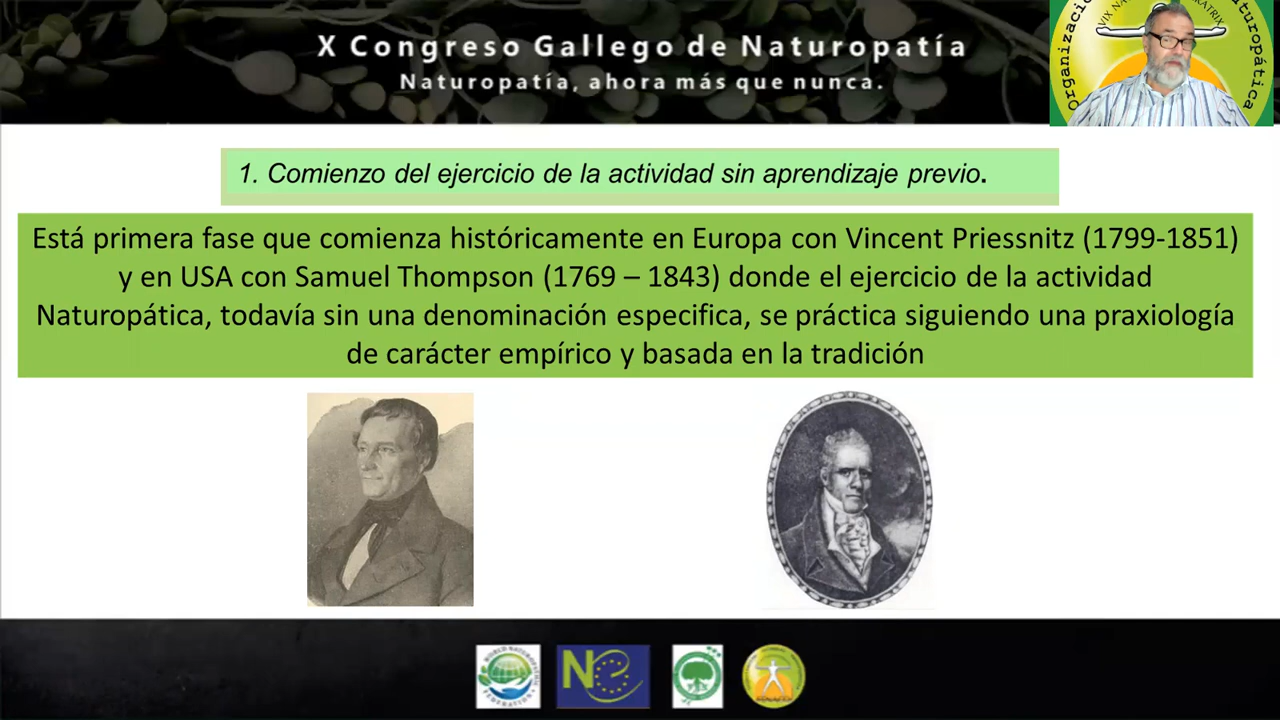 X Congreso Gallego de Naturopatía
Naturopatía, ahora más que nunca.
1. Comienzo del ejercicio de la actividad sin aprendizaje previo.
Está primera fase que comienza históricamente en Europa con Vincent Priessnitz (1799-1851)
y en USA con Samuel Thompson (1769 – 1843) donde el ejercicio de la actividad
Naturopática, todavía sin una denominación especifica, se práctica siguiendo una praxiología
de carácter empírico y basada en la tradición